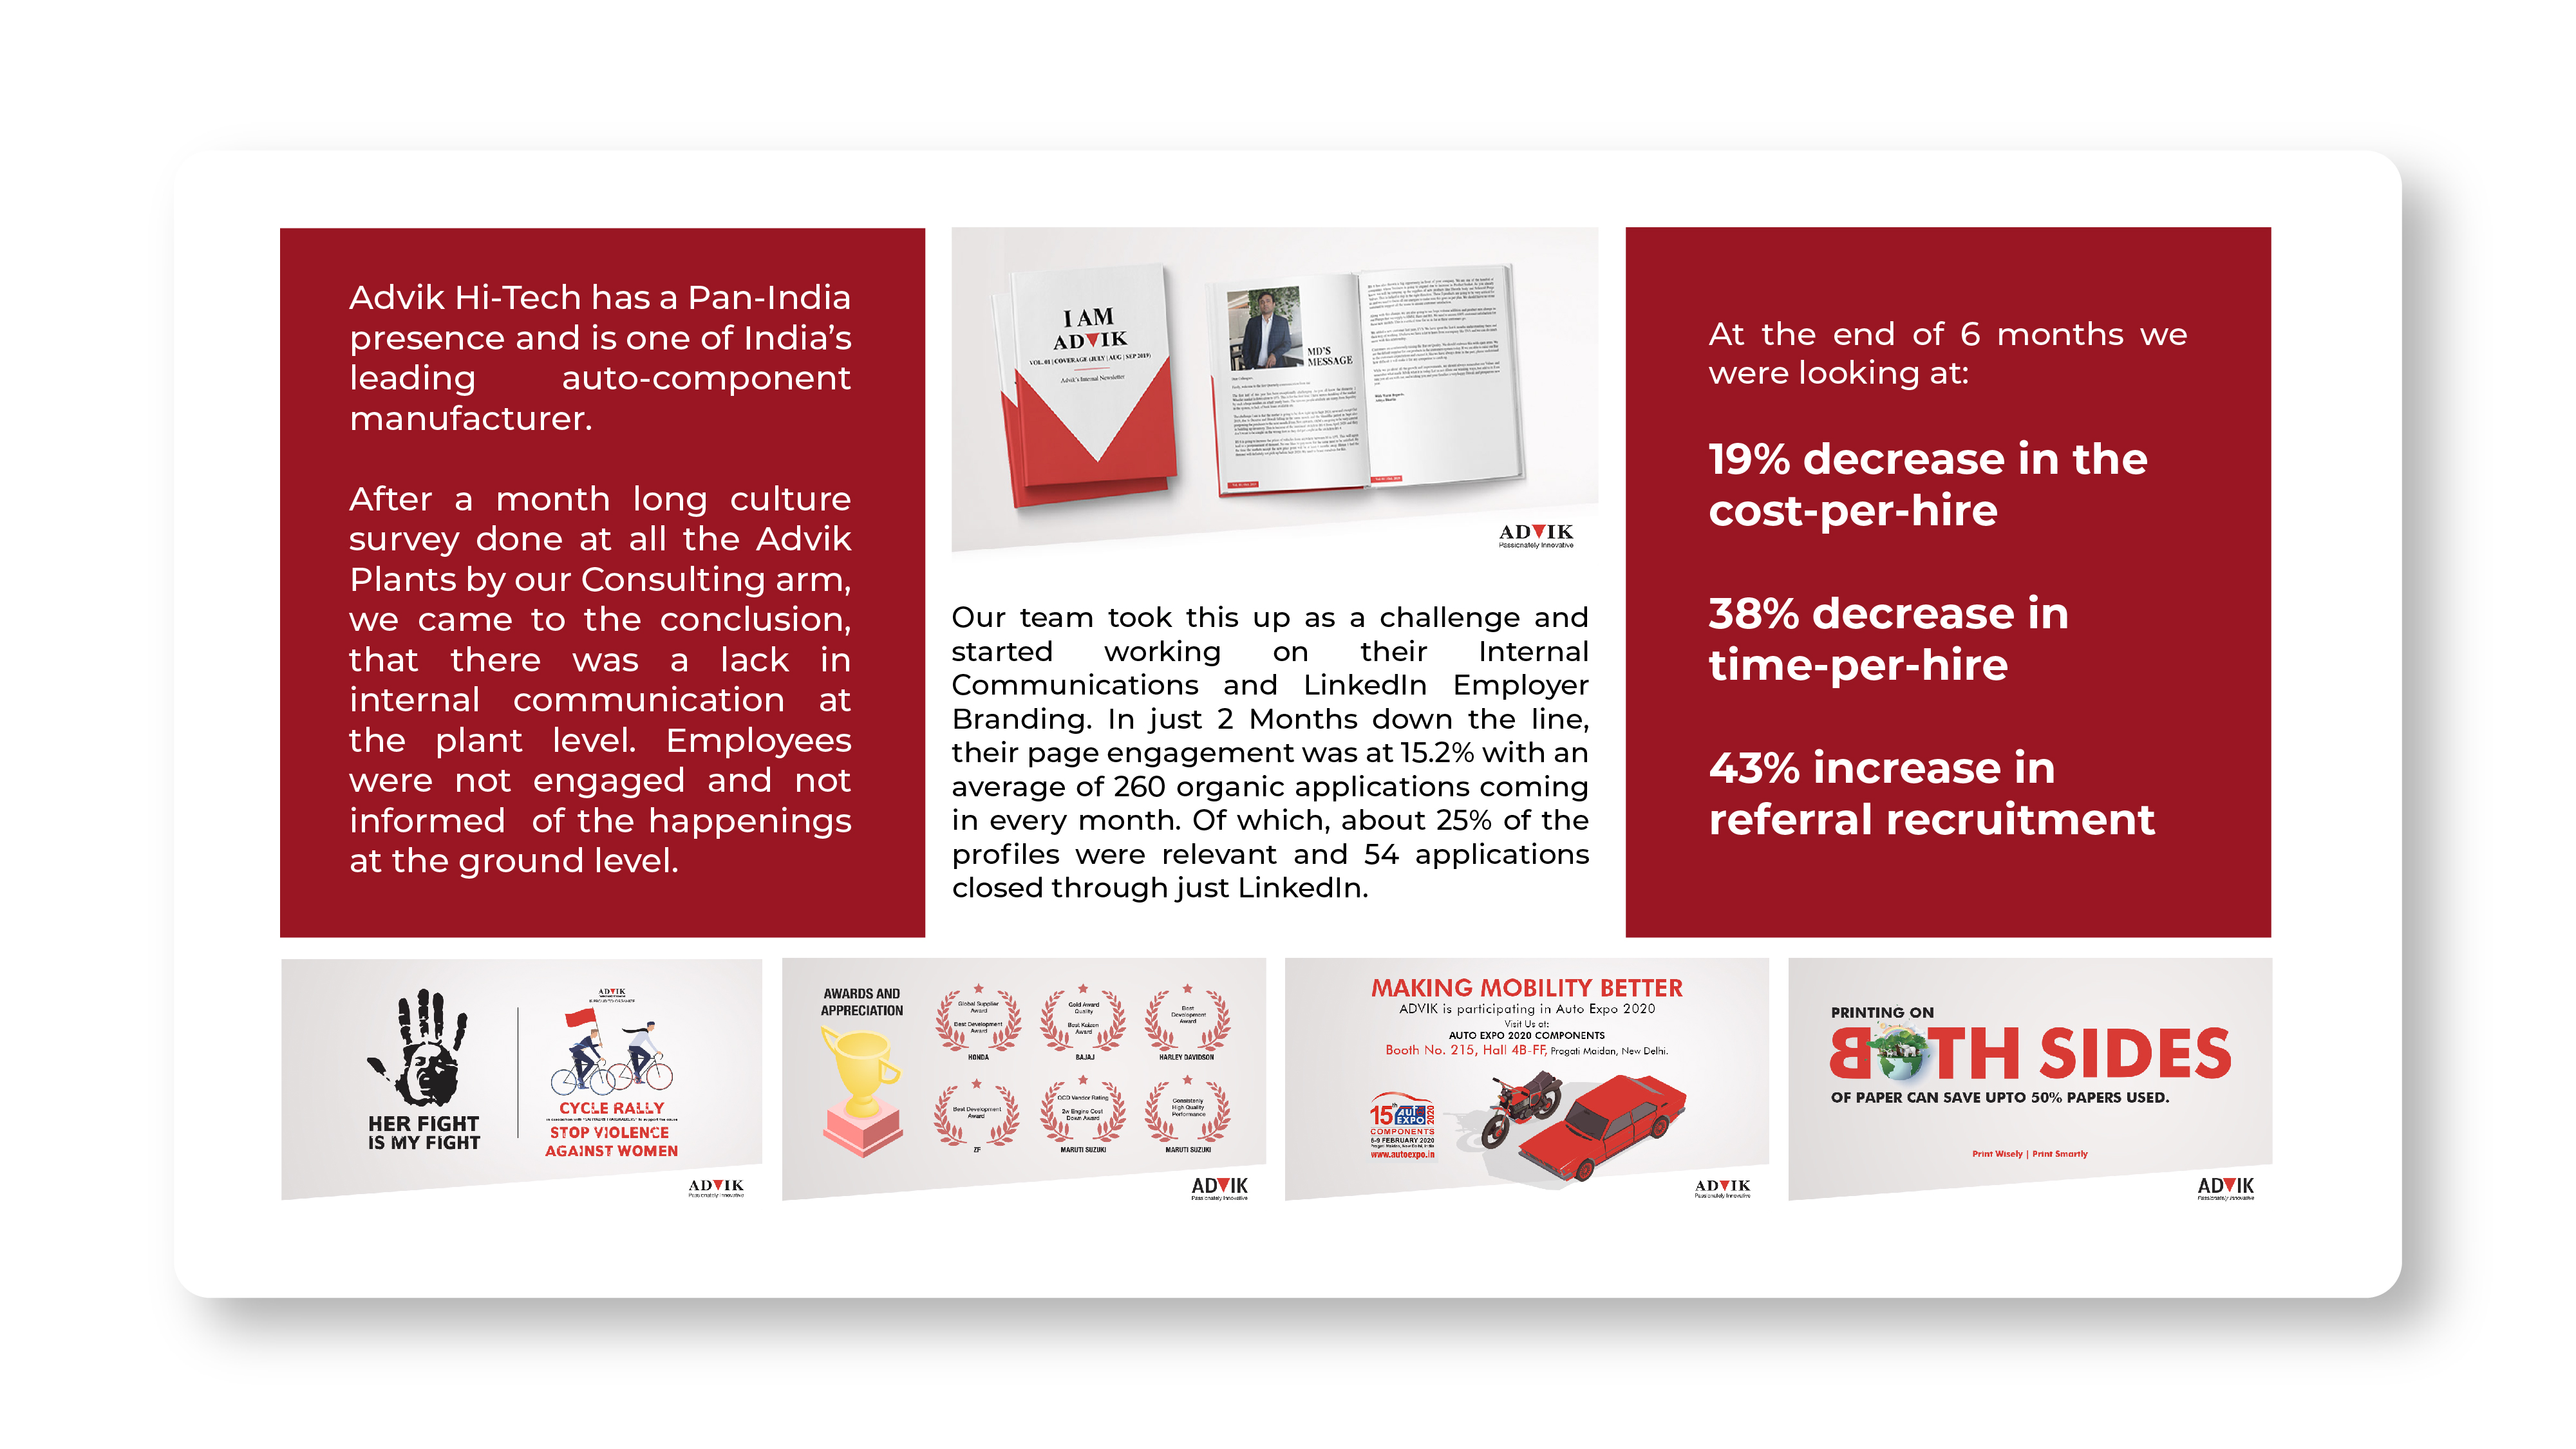 Advik Hi-Tech has a Pan-India
presence and is one of India’s
leading auto-component
manufacturer.
After a month long culture
survey done at all the Advik
Plants by our Consulting arm,
we came to the conclusion,
that there was a lack in
internal communication at
the plant level. Employees
were not engaged and not
informed of the happenings
at the ground level.
I AM
ADVIK
VOL. 01 | COVERAGE (JULY | AUG | SEP 2019)
Advik's Internal Newsletter
MD'S
MESSAGE
ADVIK
Passionately Innovative
Our team took this up as a challenge and
started working on their Internal
Communications and LinkedIn Employer
Branding. In just 2 Months down the line,
their page engagement was at 15.2% with an
average of 260 organic applications coming
in every month. Of which, about 25% of the
profiles were relevant and 54 applications
closed through just LinkedIn.
At the end of 6 months we
were looking at:
19% decrease in the
cost-per-hire
38% decrease in
time-per-hire
43% increase in
referral recruitment
HER FIGHT
IS MY FIGHT
ADVIK
CYCLE RALLY
STOP VIOLENCE
AGAINST WOMEN
ADVIK
Passionately Innovative
AWARDS AND
APPRECIATION
Global Supplier
Award
Best Development
Award
HONDA
Gold Award
Quality
Best Kaizen
Award
BAJAJ
Best
Development
Award
HARLEY DAVIDSON
Best Development
Award
ZF
OCD Vendor Rating
2w Engine Cost
Down Award
MARUTI SUZUKI
Consistenly
High Quality
Performance
MARUTI SUZUKI
ADVIK
Passionately Innovative
MAKING MOBILITY BETTER
ADVIK is participating in Auto Expo 2020
Visit Us at:
AUTO EXPO 2020 COMPONENTS
Booth No. 215, Hall 4B-FF, Pragati Maidan, New Delhi.
15th AUTO EXPO 2020
COMPONENTS
6-9 FEBRUARY 2020
Pragati Maidan, New Delhi, India
www.autoexpo.in
ADVIK
Passionately Innovative
PRINTING ON
BOTH SIDES
OF PAPER CAN SAVE UPTO 50% PAPERS USED.
Print Wisely | Print Smartly
ADVIK
Passionately Innovative